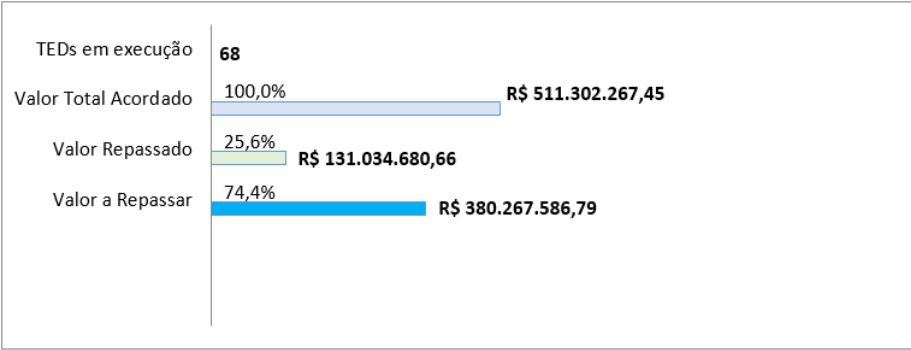 TEDs em execução
68
Valor Total Acordado
100,0%
R$ 511.302.267,45
Valor Repassado
25,6%
R$ 131.034.680,66
Valor a Repassar
74,4%
R$ 380.267.586,79